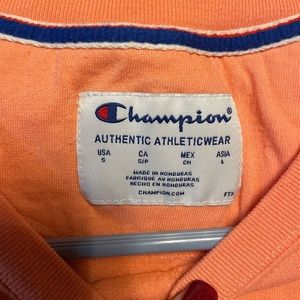 Champion®
AUTHENTIC ATHLETICWEAR
USA CA MEX ASIA
S S/P CH L
MADE IN HONDURAS
FABRIQUÉ AU HONDURAS
HECHO EN HONDURAS
CHAMPION.COM FTX